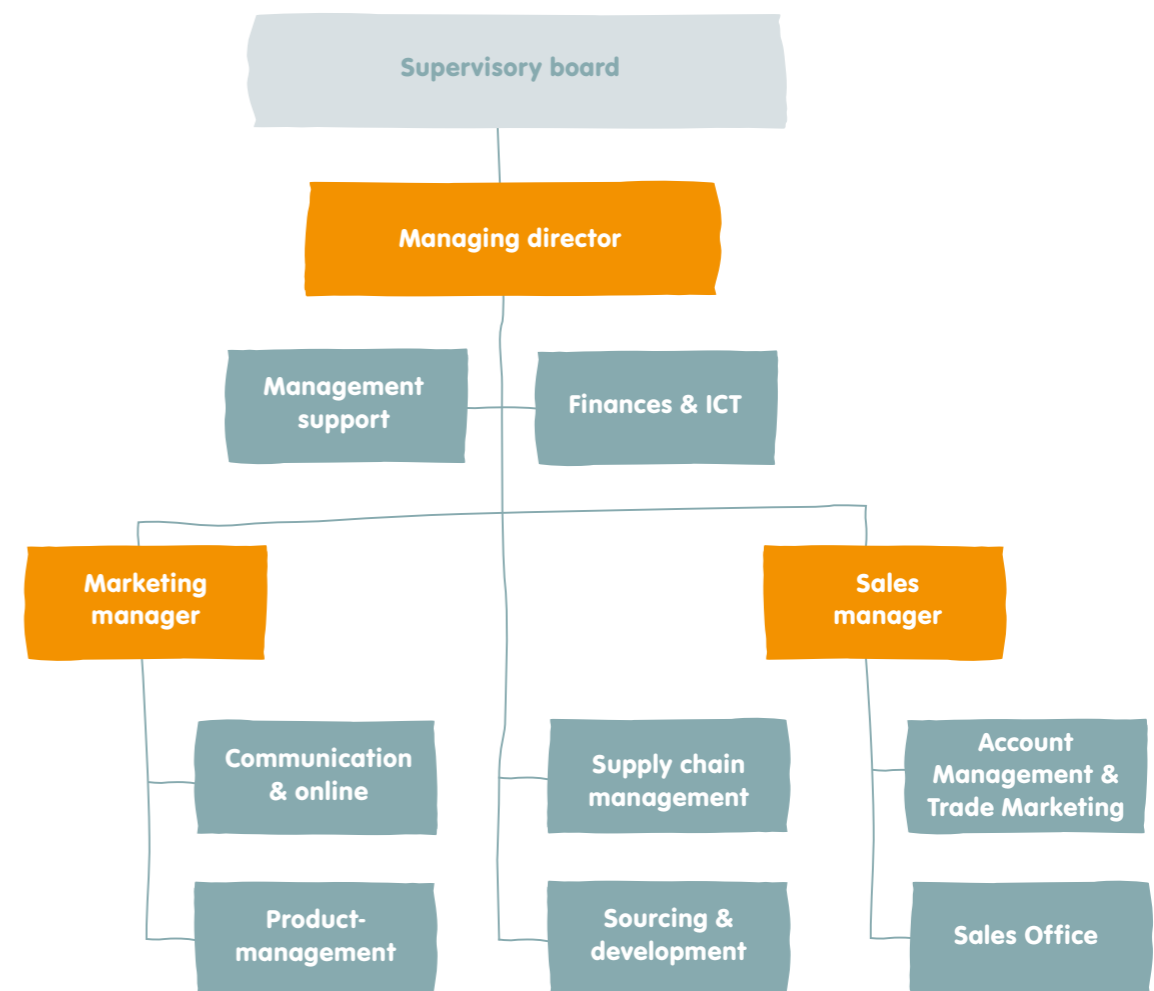 Supervisory board
Managing director
Management
support
Finances & ICT
Marketing
manager
Sales
manager
Communication
& online
Supply chain
management
Account
Management &
Trade Marketing
Product-
management
Sourcing &
development
Sales Office